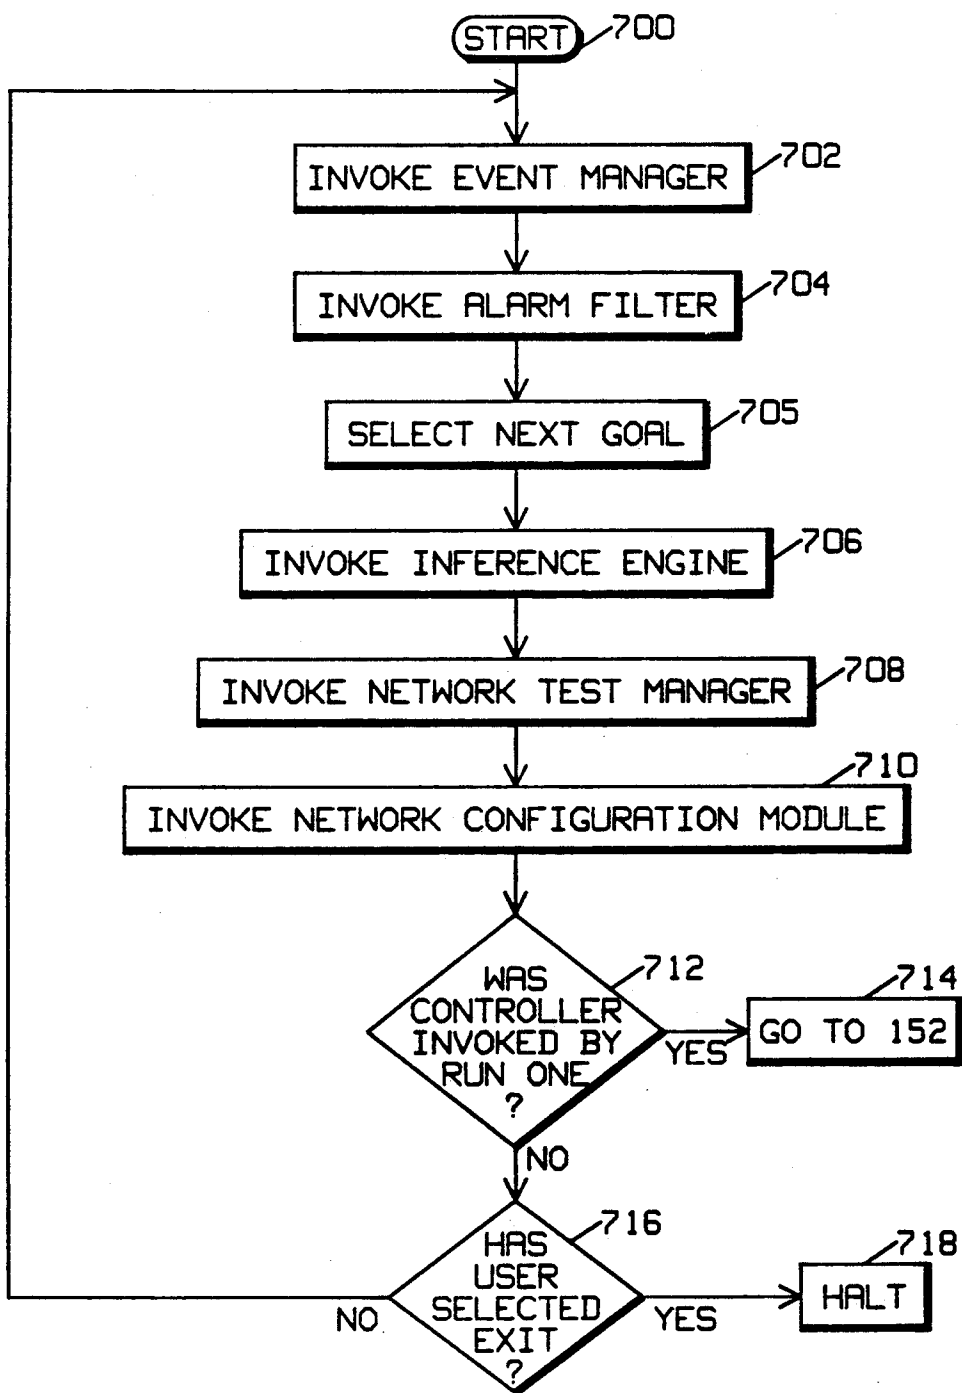 START
700
INVOKE EVENT MANAGER
702
INVOKE ALARM FILTER
704
SELECT NEXT GOAL
705
INVOKE INFERENCE ENGINE
706
INVOKE NETWORK TEST MANAGER
708
INVOKE NETWORK CONFIGURATION MODULE
710
WAS
CONTROLLER
INVOKED BY
RUN ONE
?
712
YES
GO TO 152
714
NO
HAS
USER
SELECTED
EXIT
?
716
NO
YES
HALT
718